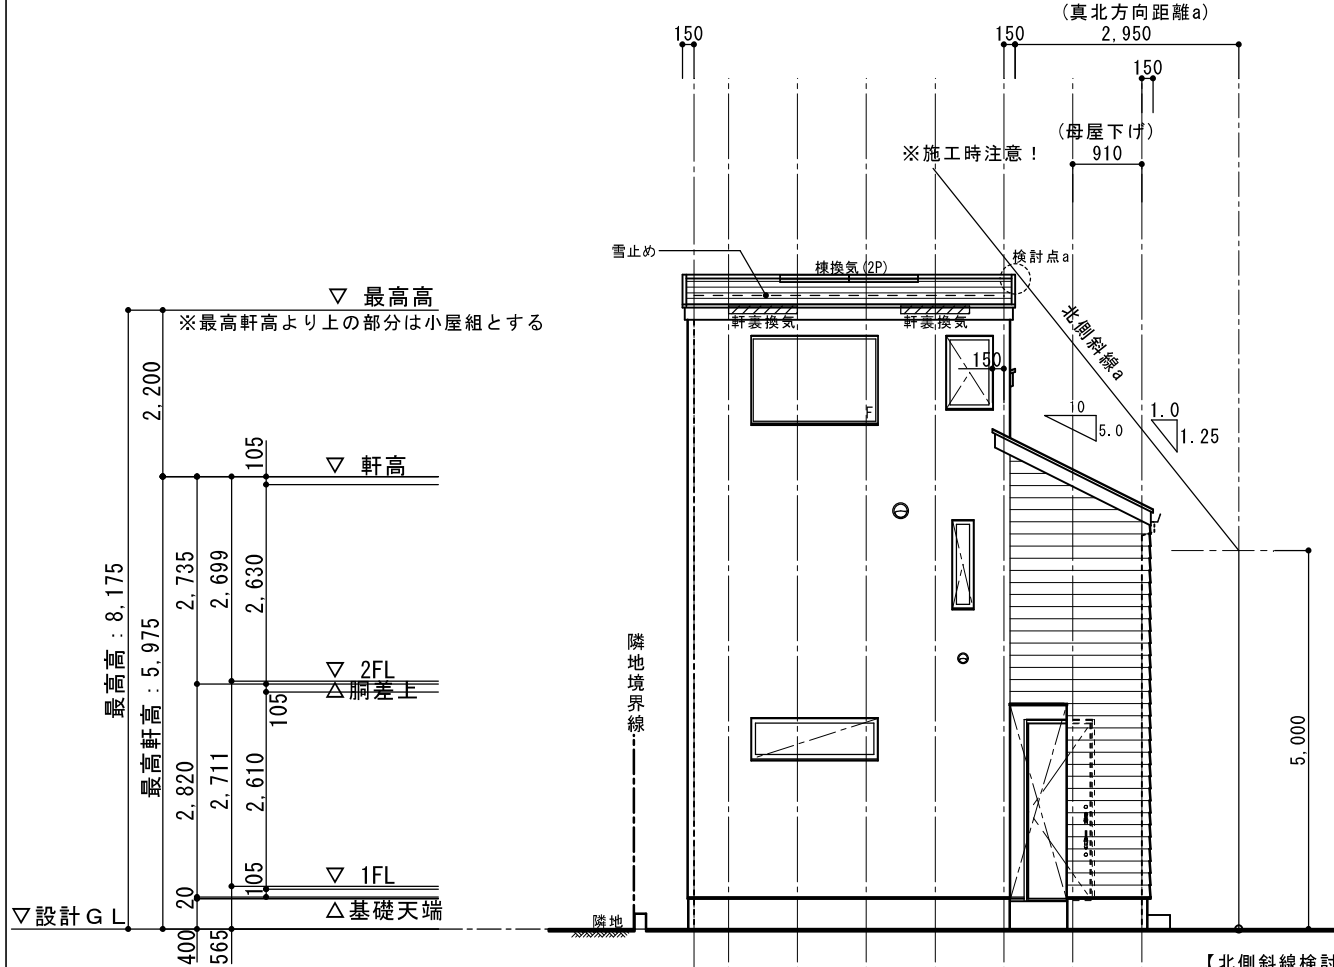 (真北方向距離a)
150
150
2,950
150
(母屋下げ)
※施工時注意！
910
雪止め
棟換気(2P)
検討点a
▽ 最高高
※最高軒高より上の部分は小屋組とする
軒裏換気
軒裏換気
北側斜線a
150
2,200
F
10
5.0
1.0
1.25
105
▽ 軒高
最高高：8,175
最高軒高：5,975
2,735
2,699
2,630
隣地境界線
▽ 2FL
△ 胴差上
105
5,000
2,820
2,711
2,610
105
▽ 1FL
20
△ 基礎天端
▽設計ＧＬ
隣地
400
565
【北側斜線検討